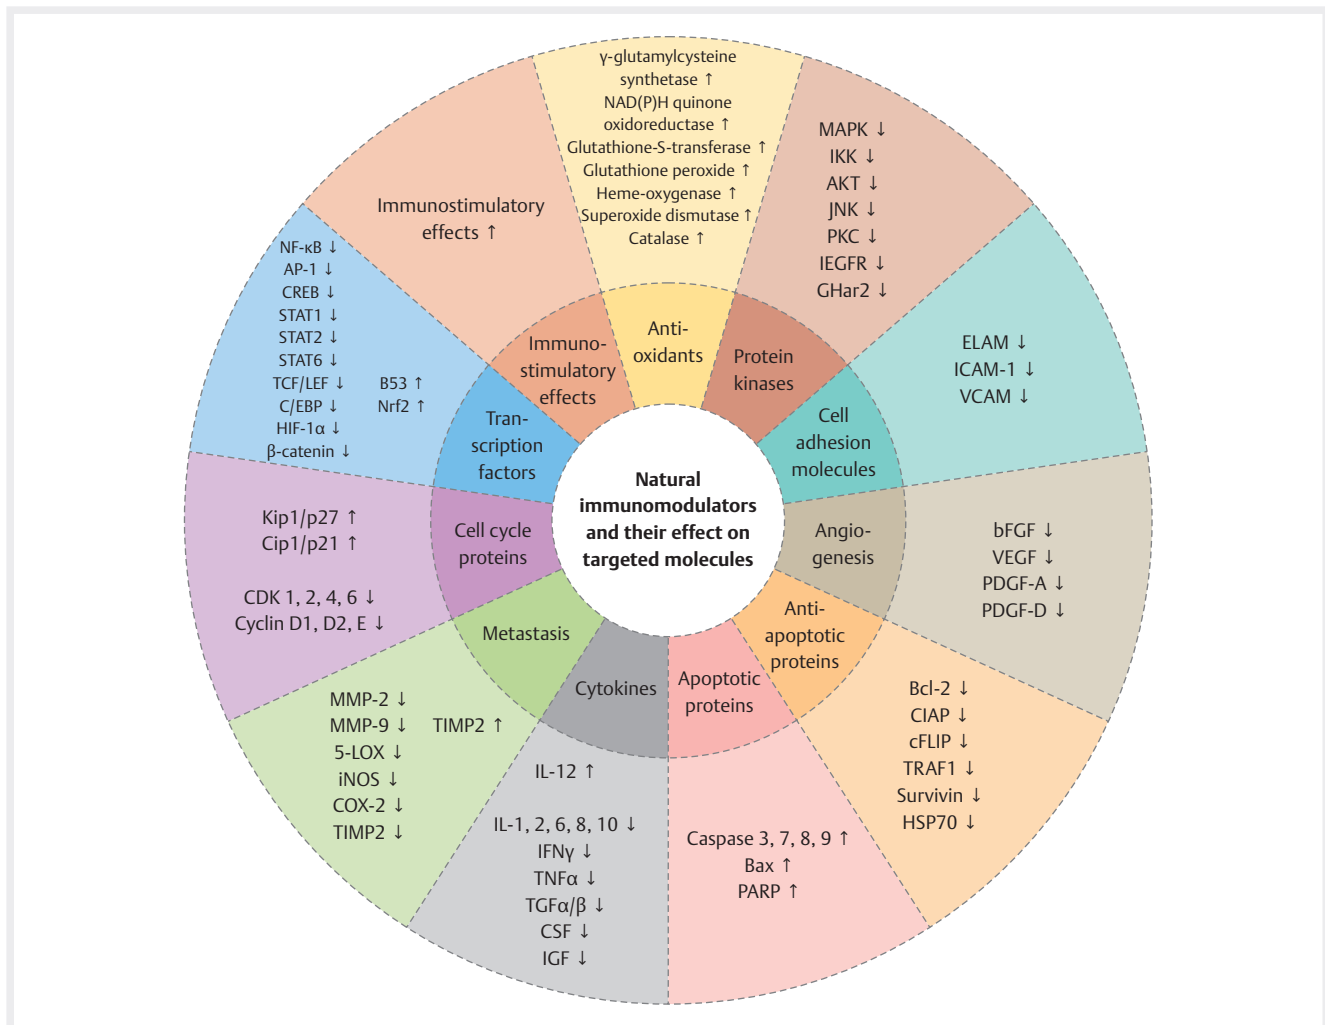 Natural
immunomodulators
and their effect on
targeted molecules
Anti-
oxidants
γ-glutamylcysteine
synthetase ↑
NAD(P)H quinone
oxidoreductase ↑
Glutathione-S-transferase ↑
Glutathione peroxide ↑
Heme-oxygenase ↑
Superoxide dismutase ↑
Catalase ↑
Protein
kinases
MAPK ↓
IKK ↓
AKT ↓
JNK ↓
PKC ↓
IEGFR ↓
GHar2 ↓
Cell
adhesion
molecules
ELAM ↓
ICAM-1 ↓
VCAM ↓
Angio-
genesis
bFGF ↓
VEGF ↓
PDGF-A ↓
PDGF-D ↓
Anti-
apoptotic
proteins
Bcl-2 ↓
CIAP ↓
cFLIP ↓
TRAF1 ↓
Survivin ↓
HSP70 ↓
Apoptotic
proteins
Caspase 3, 7, 8, 9 ↑
Bax ↑
PARP ↑
Cytokines
IL-12 ↑
IL-1, 2, 6, 8, 10 ↓
IFNγ ↓
TNFα ↓
TGFα/β ↓
CSF ↓
IGF ↓
Metastasis
MMP-2 ↓
MMP-9 ↓ TIMP2 ↑
5-LOX ↓
iNOS ↓
COX-2 ↓
TIMP2 ↓
Cell cycle
proteins
Kip1/p27 ↑
Cip1/p21 ↑
CDK 1, 2, 4, 6 ↓
Cyclin D1, D2, E ↓
Tran-
scription
factors
NF-κB ↓
AP-1 ↓
CREB ↓
STAT1 ↓
STAT2 ↓
STAT6 ↓
TCF/LEF ↓ B53 ↑
C/EBP ↓ Nrf2 ↑
HIF-1α ↓
β-catenin ↓
Immuno-
stimulatory
effects
Immunostimulatory
effects ↑